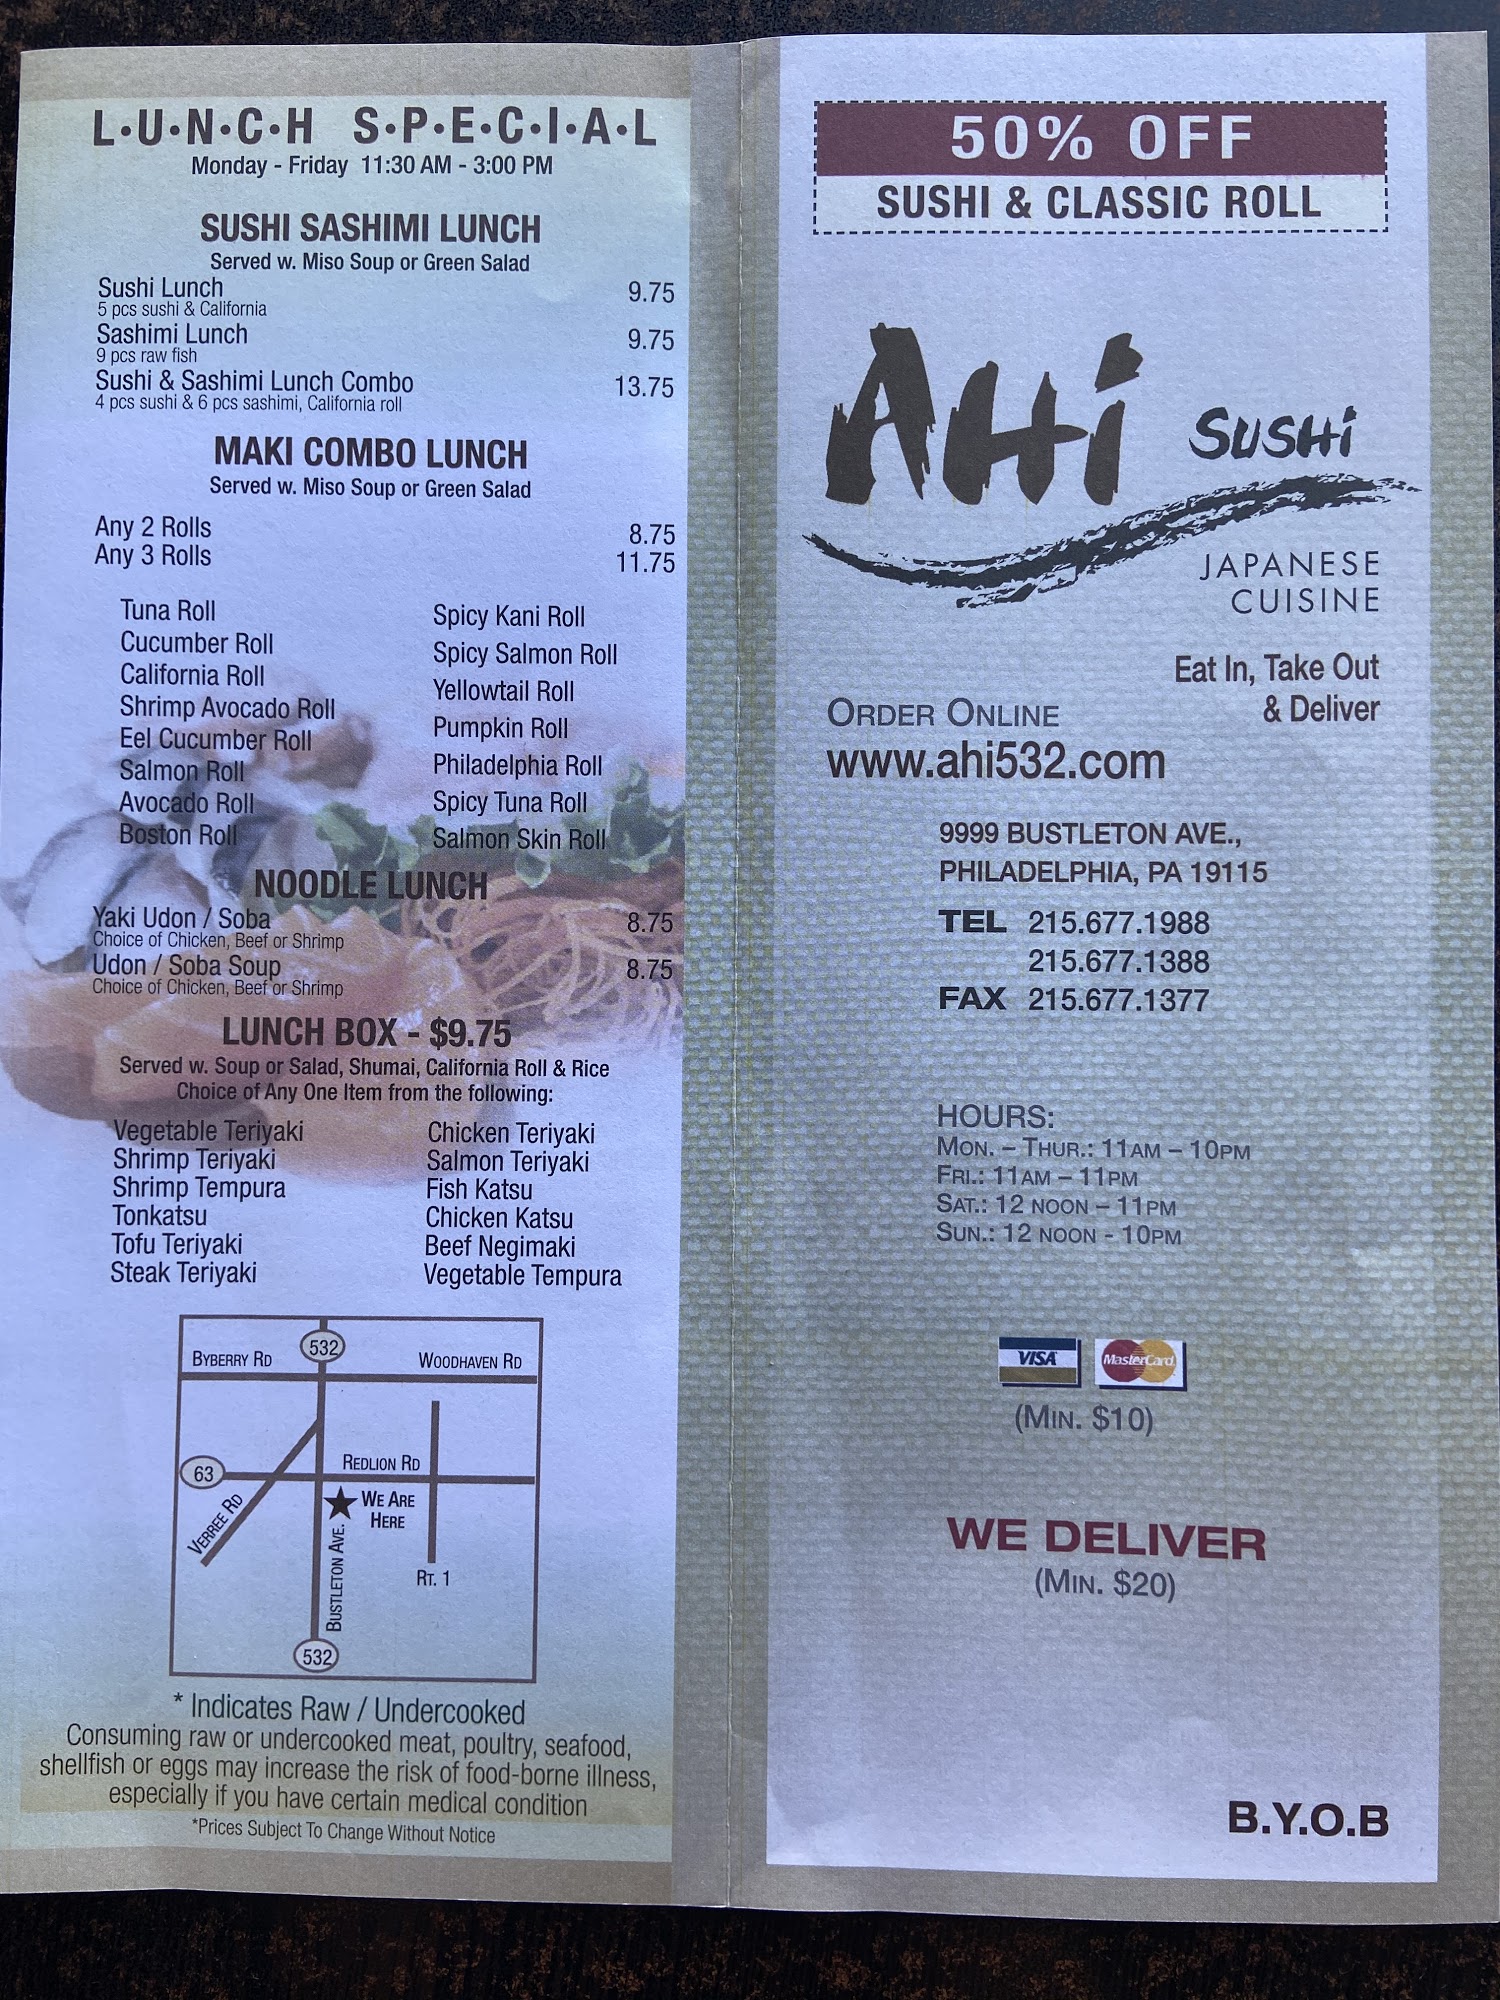 L·U·N·C·H S·P·E·C·I·A·L
Monday - Friday 11:30 AM - 3:00 PM
SUSHI SASHIMI LUNCH
Served w. Miso Soup or Green Salad
Sushi Lunch 9.75
5 pcs sushi & California
Sashimi Lunch 9.75
9 pcs raw fish
Sushi & Sashimi Lunch Combo 13.75
4 pcs sushi & 6 pcs sashimi, California roll
MAKI COMBO LUNCH
Served w. Miso Soup or Green Salad
Any 2 Rolls 8.75
Any 3 Rolls 11.75
Tuna Roll
Cucumber Roll
California Roll
Shrimp Avocado Roll
Eel Cucumber Roll
Salmon Roll
Avocado Roll
Boston Roll
Spicy Kani Roll
Spicy Salmon Roll
Yellowtail Roll
Pumpkin Roll
Philadelphia Roll
Spicy Tuna Roll
Salmon Skin Roll
NOODLE LUNCH
Yaki Udon / Soba 8.75
Choice of Chicken, Beef or Shrimp
Udon / Soba Soup 8.75
Choice of Chicken, Beef or Shrimp
LUNCH BOX - $9.75
Served w. Soup or Salad, Shumai, California Roll & Rice
Choice of Any One Item from the following:
Vegetable Teriyaki
Shrimp Teriyaki
Shrimp Tempura
Tonkatsu
Tofu Teriyaki
Steak Teriyaki
Chicken Teriyaki
Salmon Teriyaki
Fish Katsu
Chicken Katsu
Beef Negimaki
Vegetable Tempura
532
BYBERRY RD
WOODHAVEN RD
63
REDLION RD
VERREE RD
WE ARE
HERE
BUSTLETON AVE.
RT. 1
532
* Indicates Raw / Undercooked
Consuming raw or undercooked meat, poultry, seafood,
shellfish or eggs may increase the risk of food-borne illness,
especially if you have certain medical condition
*Prices Subject To Change Without Notice
50% OFF
SUSHI & CLASSIC ROLL
AHi
SUSHi
JAPANESE
CUISINE
Eat In, Take Out
& Deliver
ORDER ONLINE
www.ahi532.com
9999 BUSTLETON AVE.,
PHILADELPHIA, PA 19115
TEL 215.677.1988
215.677.1388
FAX 215.677.1377
HOURS:
MON. – THUR.: 11AM – 10PM
FRI.: 11AM – 11PM
SAT.: 12 NOON – 11PM
SUN.: 12 NOON - 10PM
VISA
MasterCard
(MIN. $10)
WE DELIVER
(MIN. $20)
B.Y.O.B